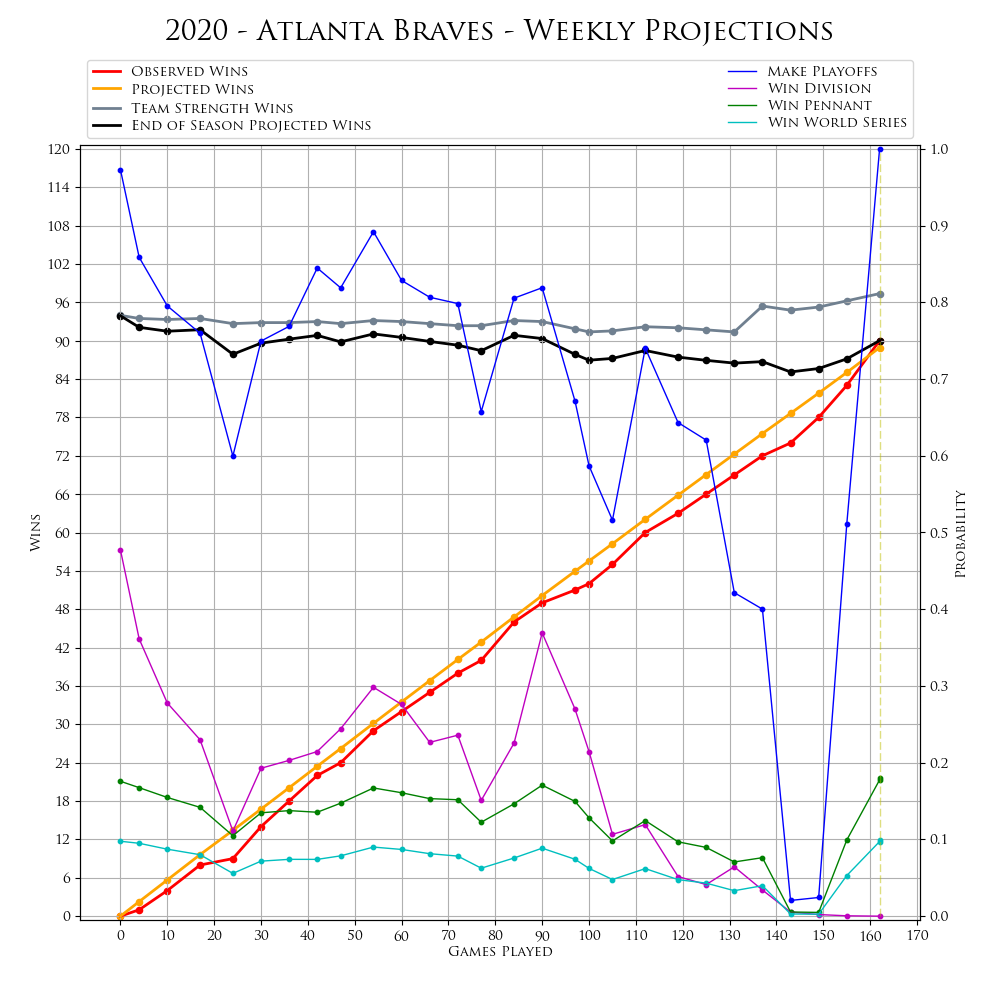 2020 - Atlanta Braves - Weekly Projections
Observed Wins
Projected Wins
Team Strength Wins
End of Season Projected Wins
Make Playoffs
Win Division
Win Pennant
Win World Series
120
114
108
102
96
90
84
78
72
66
60
54
48
42
36
30
24
18
12
6
0
Wins
1.0
0.9
0.8
0.7
0.6
0.5
0.4
0.3
0.2
0.1
0.0
Probability
0 10 20 30 40 50 60 70 80 90 100 110 120 130 140 150 160 170
Games Played